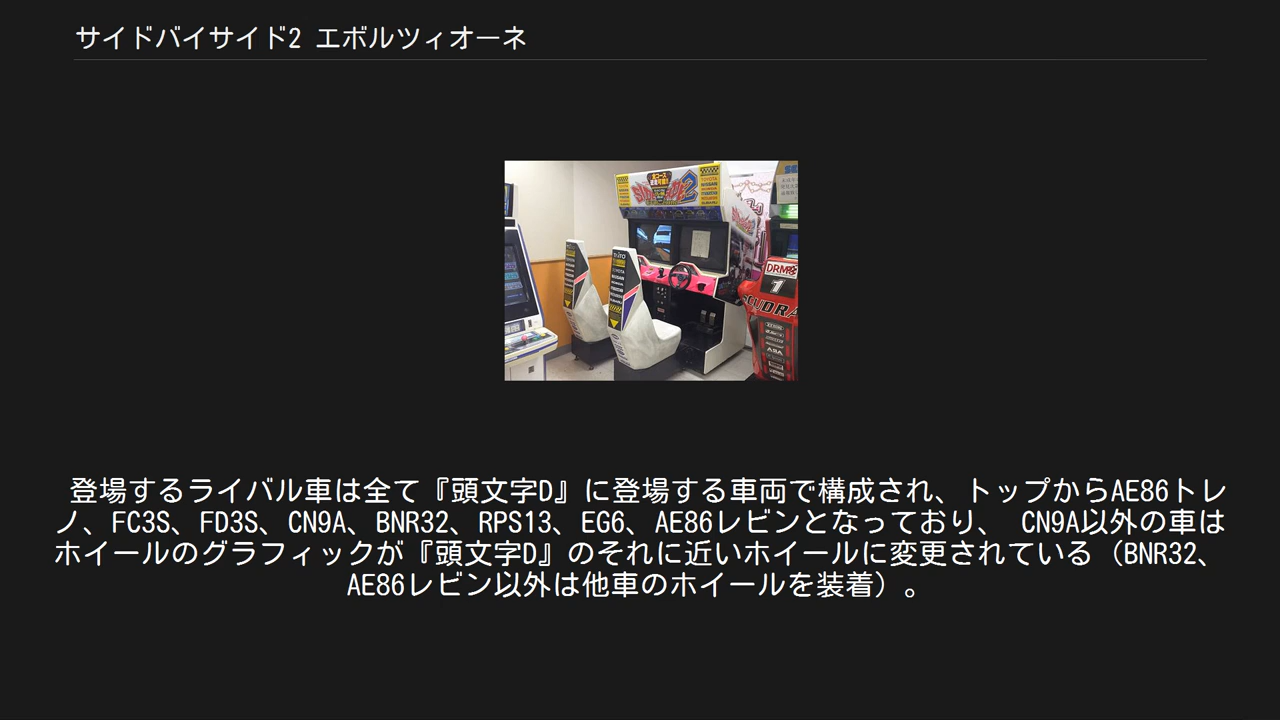 サイドバイサイド2 エボルツィオーネ
SIDE BY SIDE 2
TAITO
DRM
1
登場するライバル車は全て『頭文字D』に登場する車両で構成され、トップからAE86トレ
ノ、FC3S、FD3S、CN9A、BNR32、RPS13、EG6、AE86レビンとなっており、 CN9A以外の車は
ホイールのグラフィックが『頭文字D』のそれに近いホイールに変更されている（BNR32、
AE86レビン以外は他車のホイールを装着）。